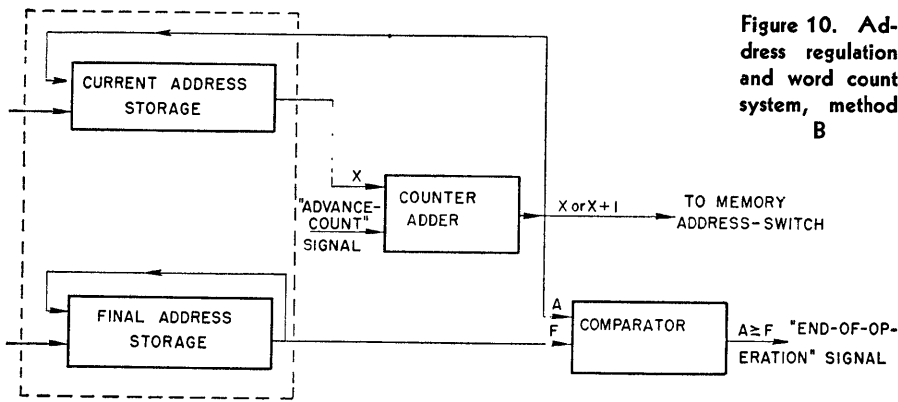 Figure 10. Ad-
dress regulation
and word count
system, method
B
CURRENT ADDRESS
STORAGE
X
"ADVANCE-
COUNT"
SIGNAL
COUNTER
ADDER
X or X+1
TO MEMORY
ADDRESS-SWITCH
FINAL ADDRESS
STORAGE
A
F
COMPARATOR
A≥F "END-OF-OP-
ERATION" SIGNAL